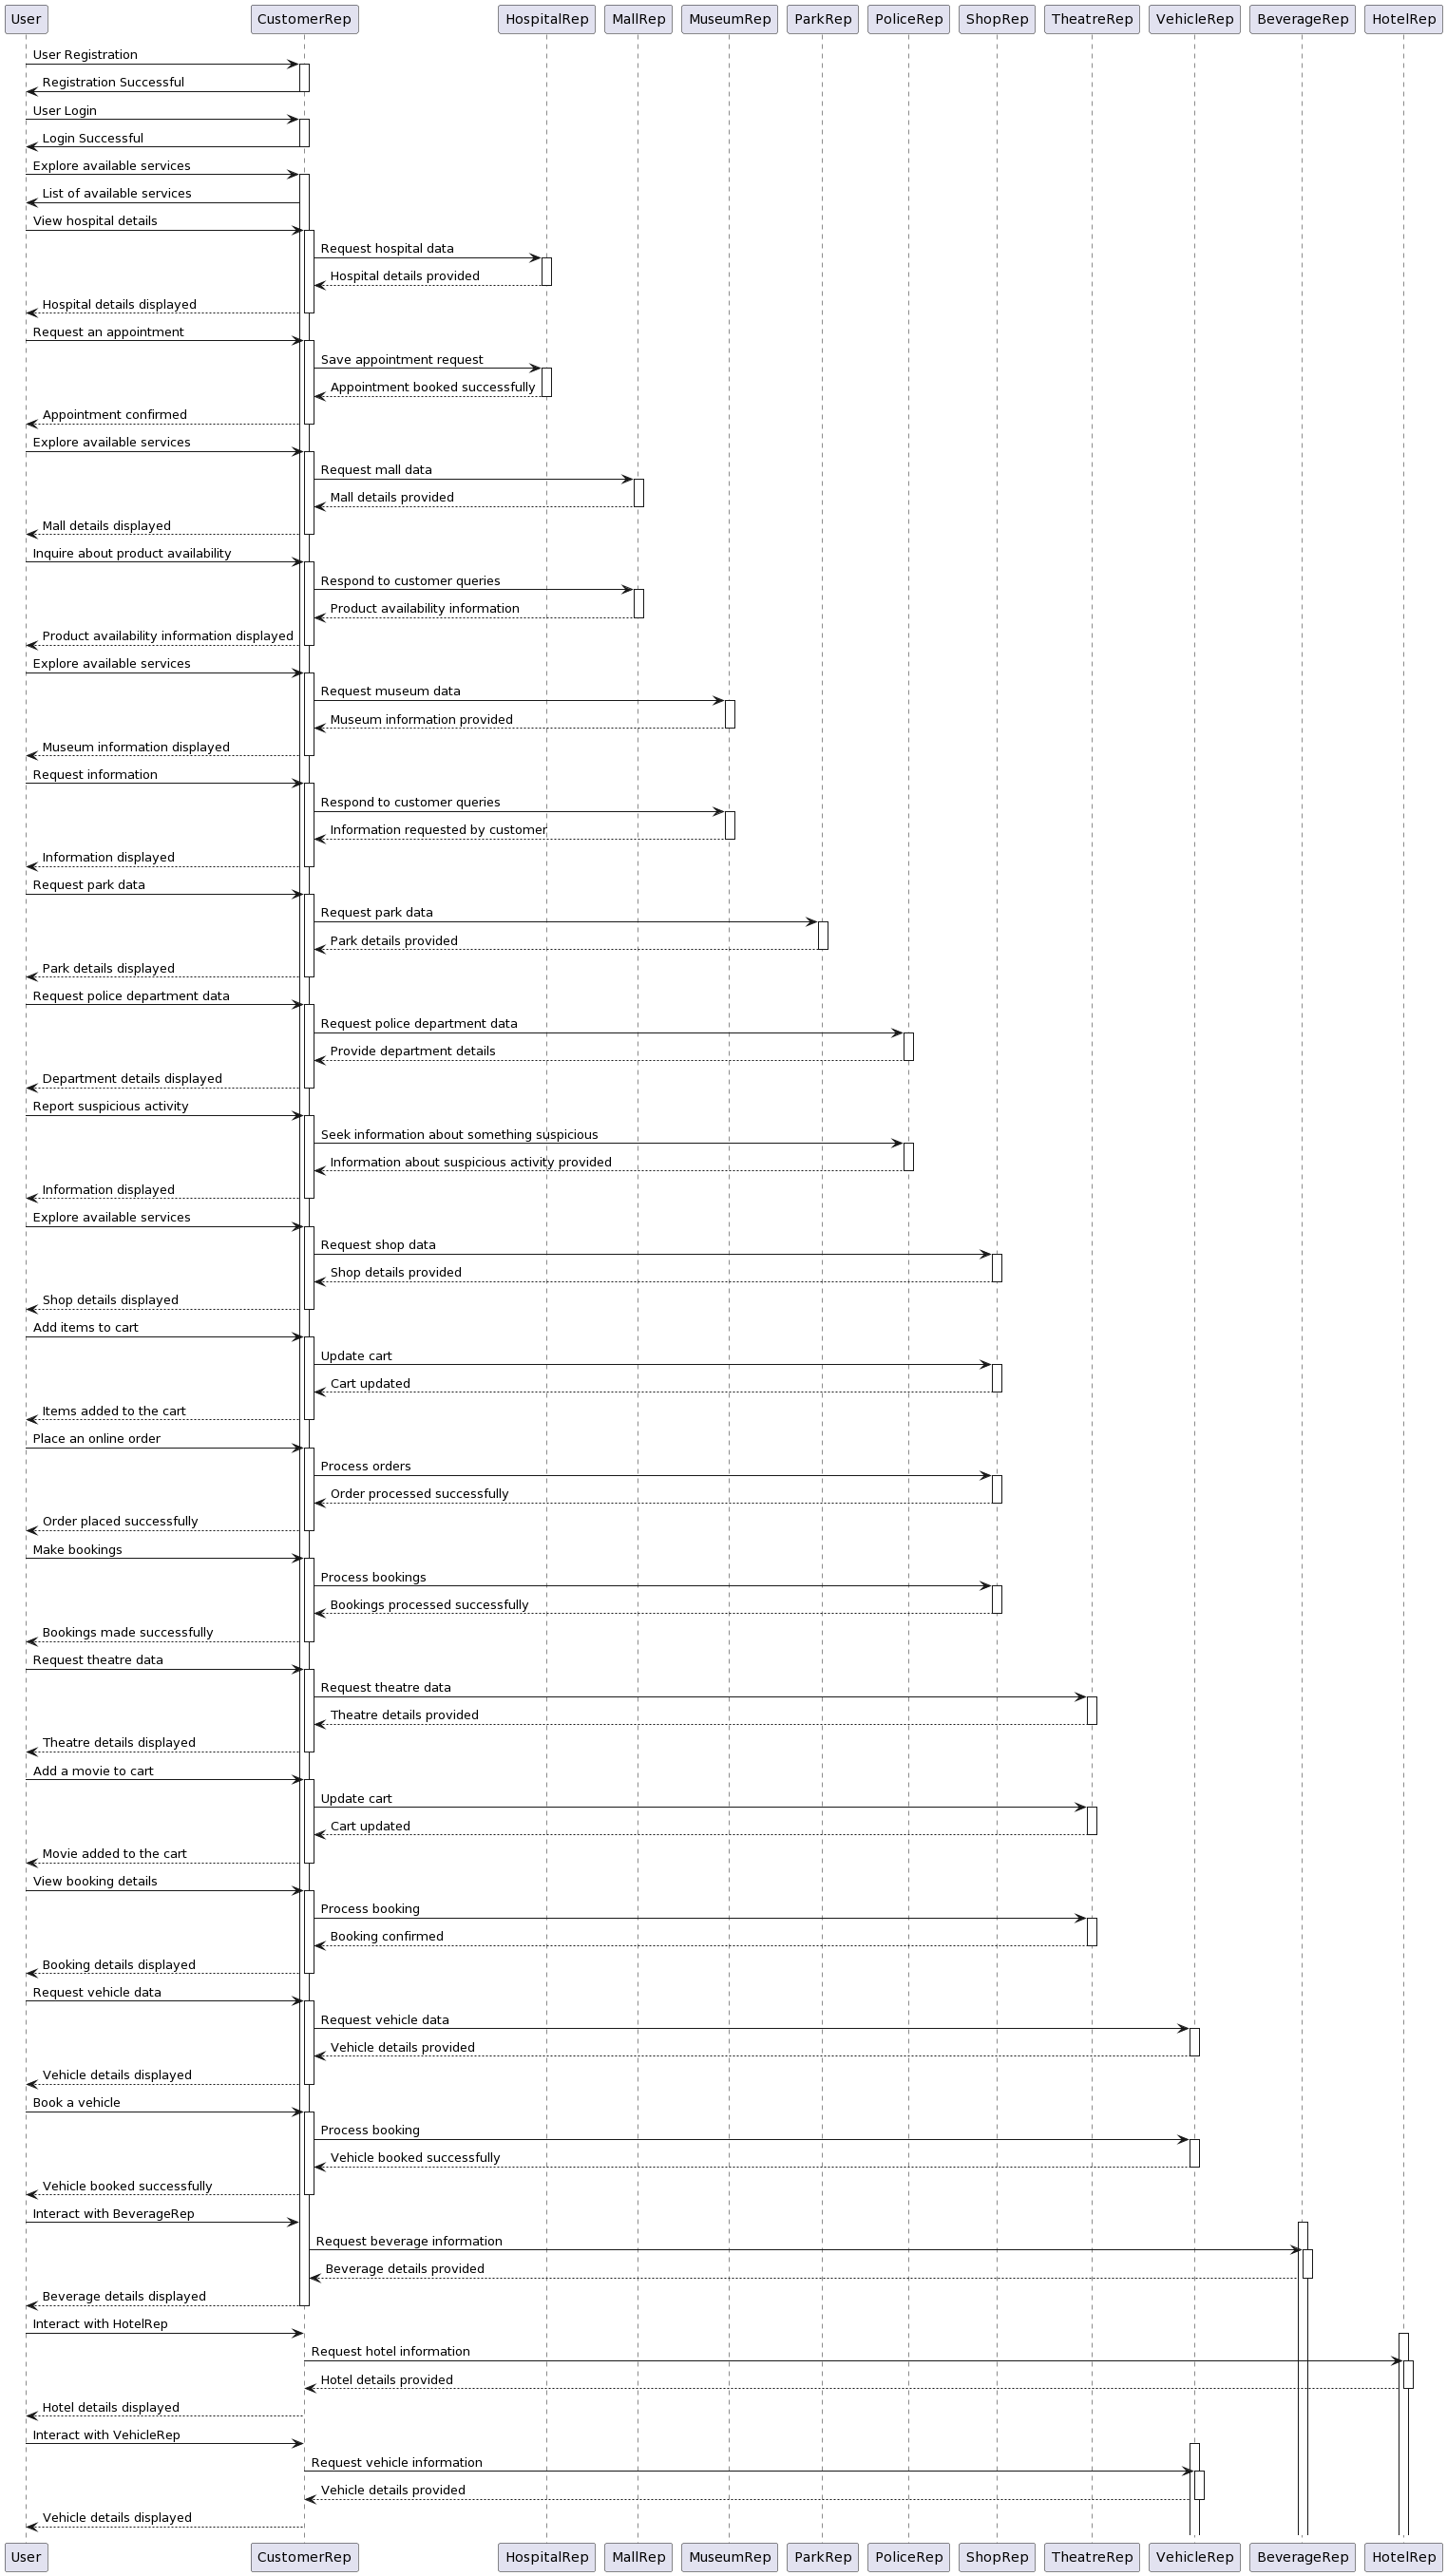 User CustomerRep HospitalRep MallRep MuseumRep ParkRep PoliceRep ShopRep TheatreRep VehicleRep BeverageRep HotelRep
User Registration
Registration Successful
User Login
Login Successful
Explore available services
List of available services
View hospital details
Request hospital data
Hospital details provided
Hospital details displayed
Request an appointment
Save appointment request
Appointment booked successfully
Appointment confirmed
Explore available services
Request mall data
Mall details provided
Mall details displayed
Inquire about product availability
Respond to customer queries
Product availability information
Product availability information displayed
Explore available services
Request museum data
Museum information provided
Museum information displayed
Request information
Respond to customer queries
Information requested by customer
Information displayed
Request park data
Request park data
Park details provided
Park details displayed
Request police department data
Request police department data
Provide department details
Department details displayed
Report suspicious activity
Seek information about something suspicious
Information about suspicious activity provided
Information displayed
Explore available services
Request shop data
Shop details provided
Shop details displayed
Add items to cart
Update cart
Cart updated
Items added to the cart
Place an online order
Process orders
Order processed successfully
Order placed successfully
Make bookings
Process bookings
Bookings processed successfully
Bookings made successfully
Request theatre data
Request theatre data
Theatre details provided
Theatre details displayed
Add a movie to cart
Update cart
Cart updated
Movie added to the cart
View booking details
Process booking
Booking confirmed
Booking details displayed
Request vehicle data
Request vehicle data
Vehicle details provided
Vehicle details displayed
Book a vehicle
Process booking
Vehicle booked successfully
Vehicle booked successfully
Interact with BeverageRep
Request beverage information
Beverage details provided
Beverage details displayed
Interact with HotelRep
Request hotel information
Hotel details provided
Hotel details displayed
Interact with VehicleRep
Request vehicle information
Vehicle details provided
Vehicle details displayed
User CustomerRep HospitalRep MallRep MuseumRep ParkRep PoliceRep ShopRep TheatreRep VehicleRep BeverageRep HotelRep